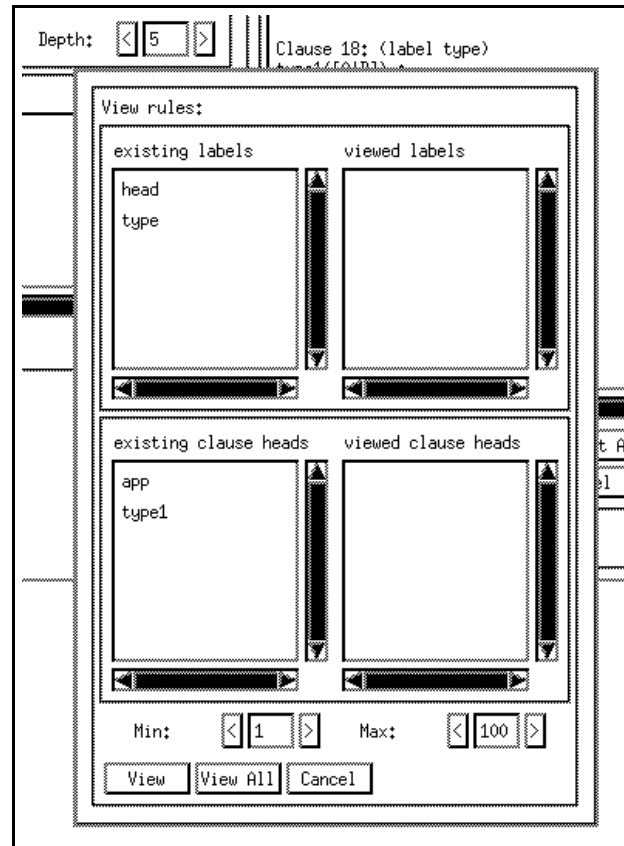 Depth: < 5 >
Clause 18: (label type)
View rules:
existing labels viewed labels
head
type
existing clause heads viewed clause heads
app
type1
Min: < 1 > Max: < 100 >
View View All Cancel